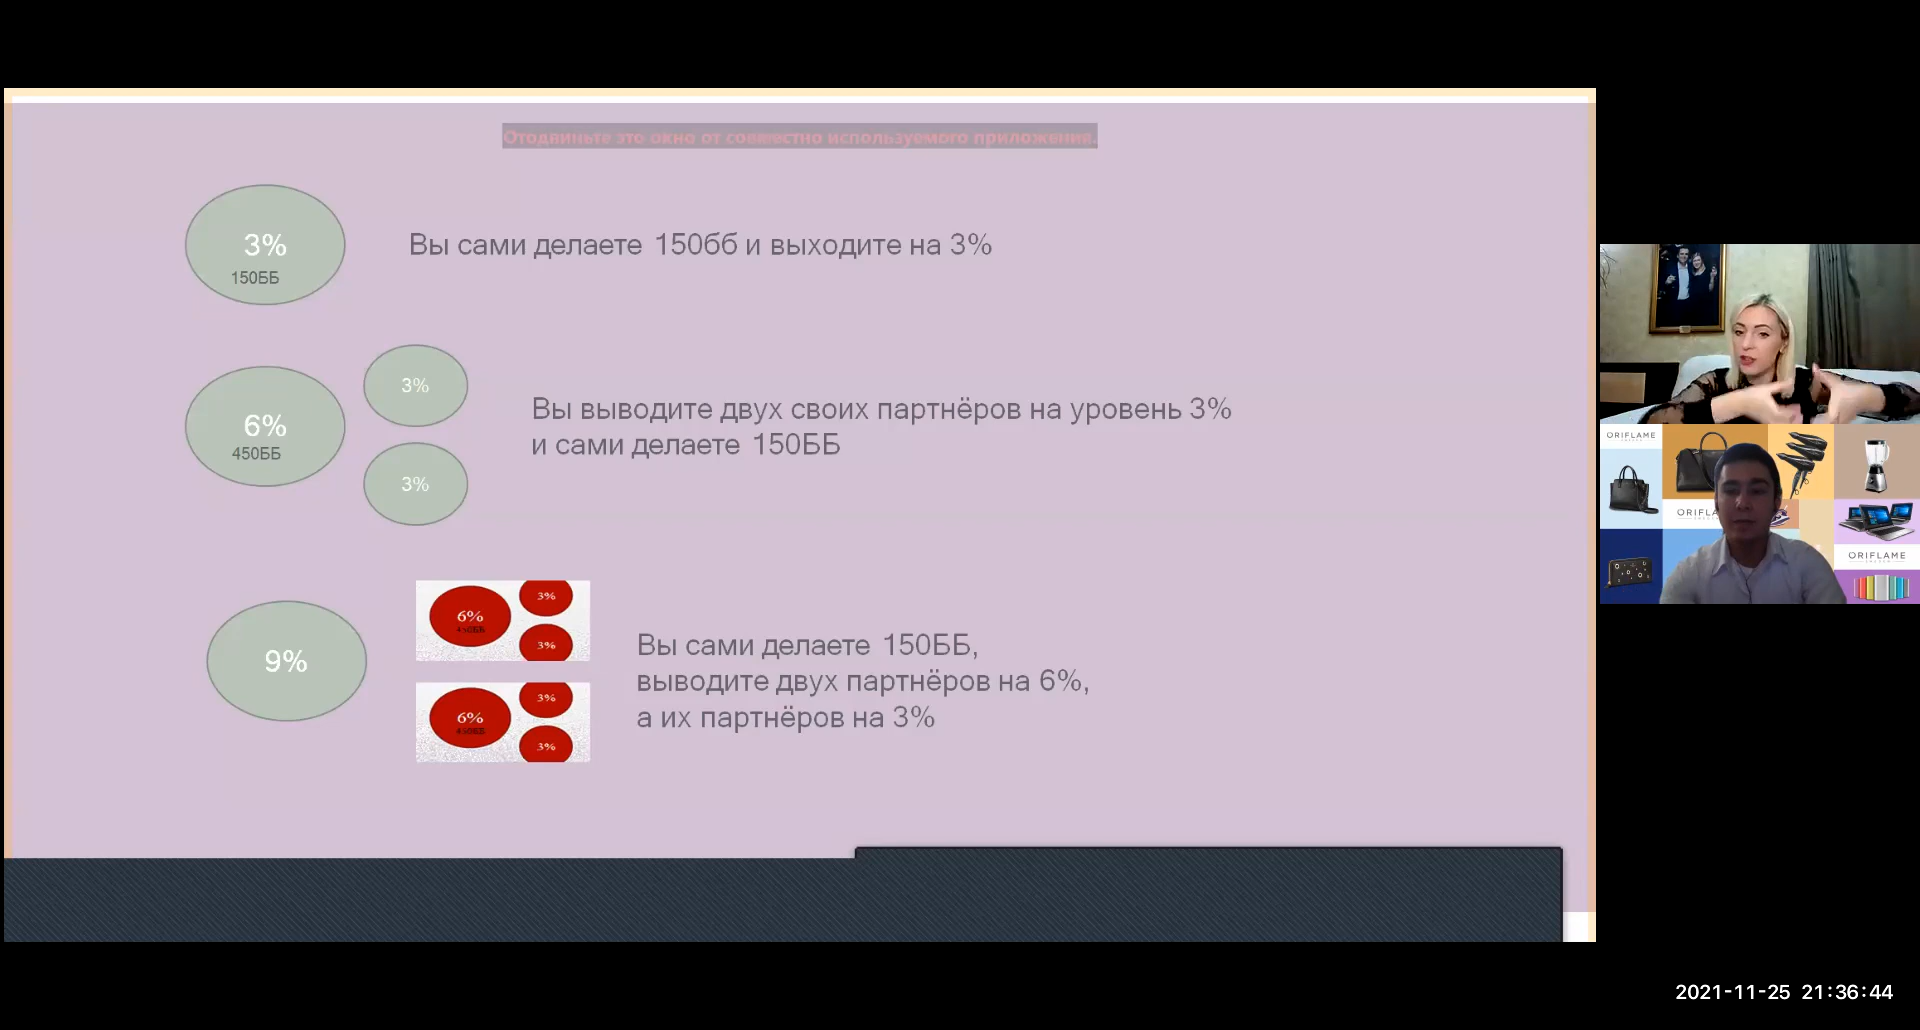 Отодвиньте это окно от совместно используемого приложения.
3%
150ББ
Вы сами делаете 150бб и выходите на 3%
6%
450ББ
3%
3%
Вы выводите двух своих партнёров на уровень 3%
и сами делаете 150ББ
9%
6%
450ББ
3%
3%
6%
450ББ
3%
3%
Вы сами делаете 150ББ,
выводите двух партнёров на 6%,
а их партнёров на 3%
ORIFLAME
ORIFLA
ORIFLAME
2021-11-25 21:36:44